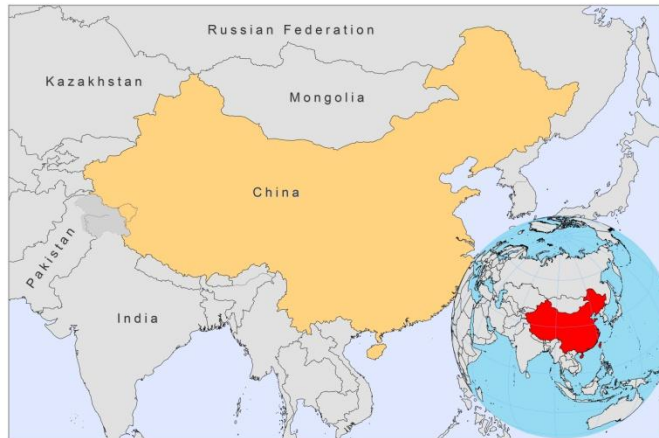 Russian Federation
Kazakhstan
Mongolia
China
Pakistan
India